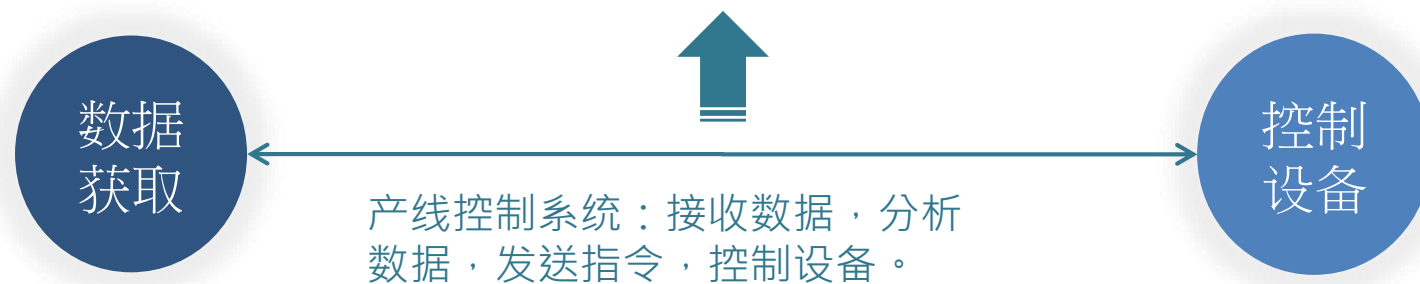 数据
获取
控制
设备
产线控制系统：接收数据，分析
数据，发送指令，控制设备。